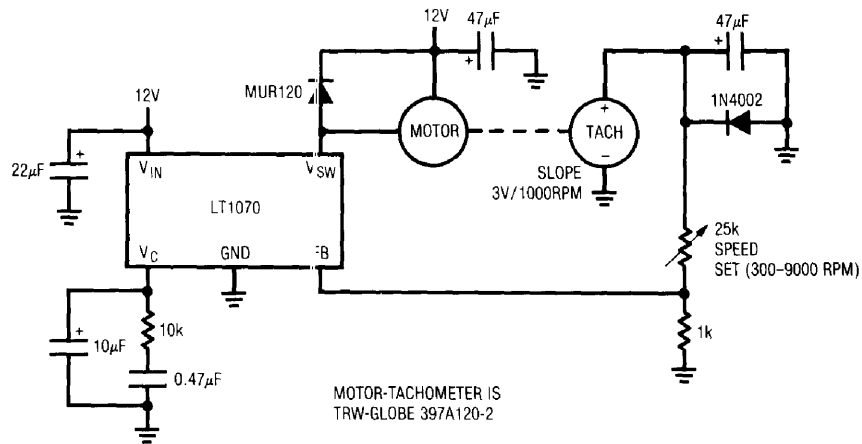 12V
47μF
+
47μF
+
MUR120
1N4002
12V
MOTOR
+
TACH
−
22μF
+
V_IN
V_SW
SLOPE
3V/1000RPM
LT1070
25k
SPEED
SET (300–9000 RPM)
V_C
GND
FB
10μF
+
10k
1k
0.47μF
MOTOR-TACHOMETER IS
TRW-GLOBE 397A120-2